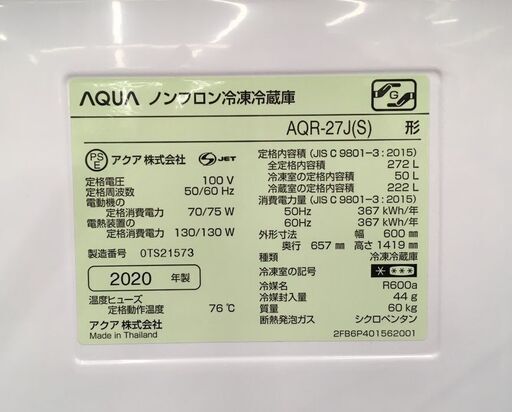 AQUA ノンフロン冷凍冷蔵庫
G
AQR-27J(S) 形
PS E アクア株式会社 S JET
定格電圧 100 V
定格周波数 50/60 Hz
電動機の
定格消費電力 70/75 W
電熱装置の
定格消費電力 130/130 W
製造番号 0TS21573
2020 年製
温度ヒューズ
定格動作温度 76℃
アクア株式会社
Made in Thailand
定格内容積 (JIS C 9801-3 : 2015)
全定格内容積 272 L
冷凍室の定格内容積 50 L
冷蔵室の定格内容積 222 L
消費電力量 (JIS C 9801-3 : 2015)
50Hz 367 kWh/年
60Hz 367 kWh/年
外形寸法 幅 600 mm
奥行 657 mm 高さ 1419 mm
種類 冷凍冷蔵庫
冷凍室の記号
冷媒名 R600a
冷媒封入量 44 g
質量 60 kg
断熱発泡ガス シクロペンタン
2FB6P401562001